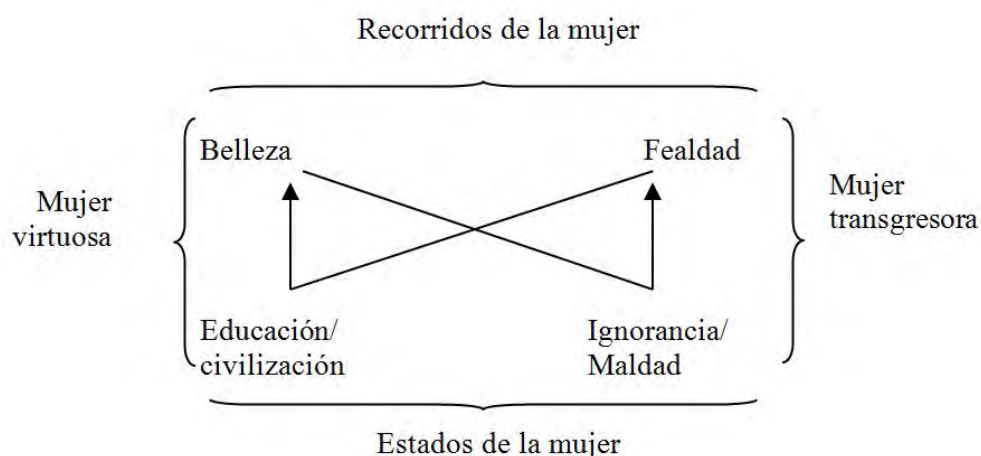 Recorridos de la mujer
Belleza
Fealdad
Mujer
virtuosa
Mujer
transgresora
Educación/
civilización
Ignorancia/
Maldad
Estados de la mujer